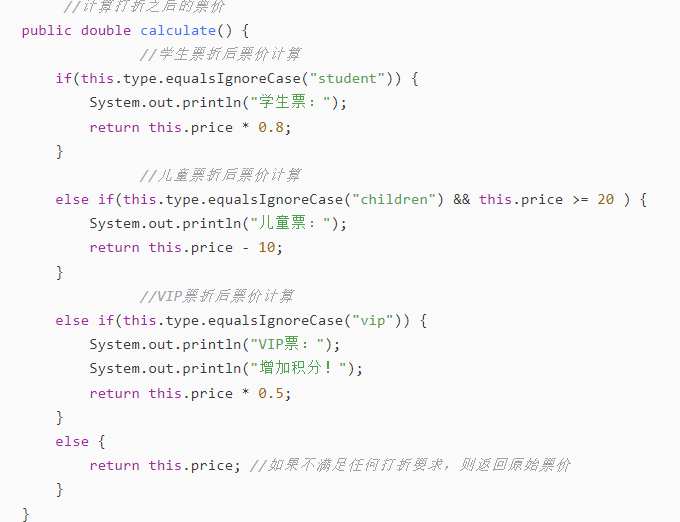 //计算打折之后的票价
public double calculate() {
//学生票折后票价计算
if(this.type.equalsIgnoreCase("student")) {
System.out.println("学生票：");
return this.price * 0.8;
}
//儿童票折后票价计算
else if(this.type.equalsIgnoreCase("children") && this.price >= 20 ) {
System.out.println("儿童票：");
return this.price - 10;
}
//VIP票折后票价计算
else if(this.type.equalsIgnoreCase("vip")) {
System.out.println("VIP票：");
System.out.println("增加积分！");
return this.price * 0.5;
}
else {
return this.price; //如果不满足任何打折要求，则返回原始票价
}
}